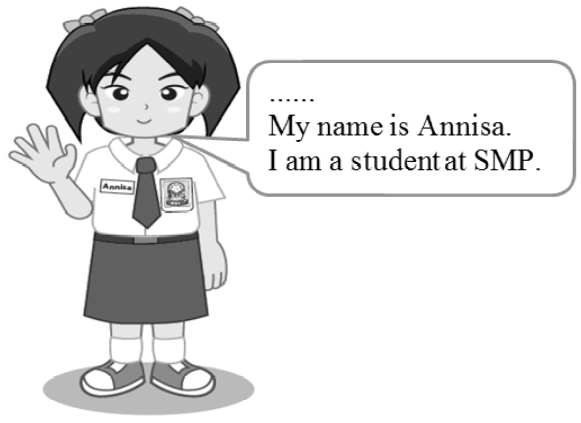 Annisa
......
My name is Annisa.
I am a student at SMP.